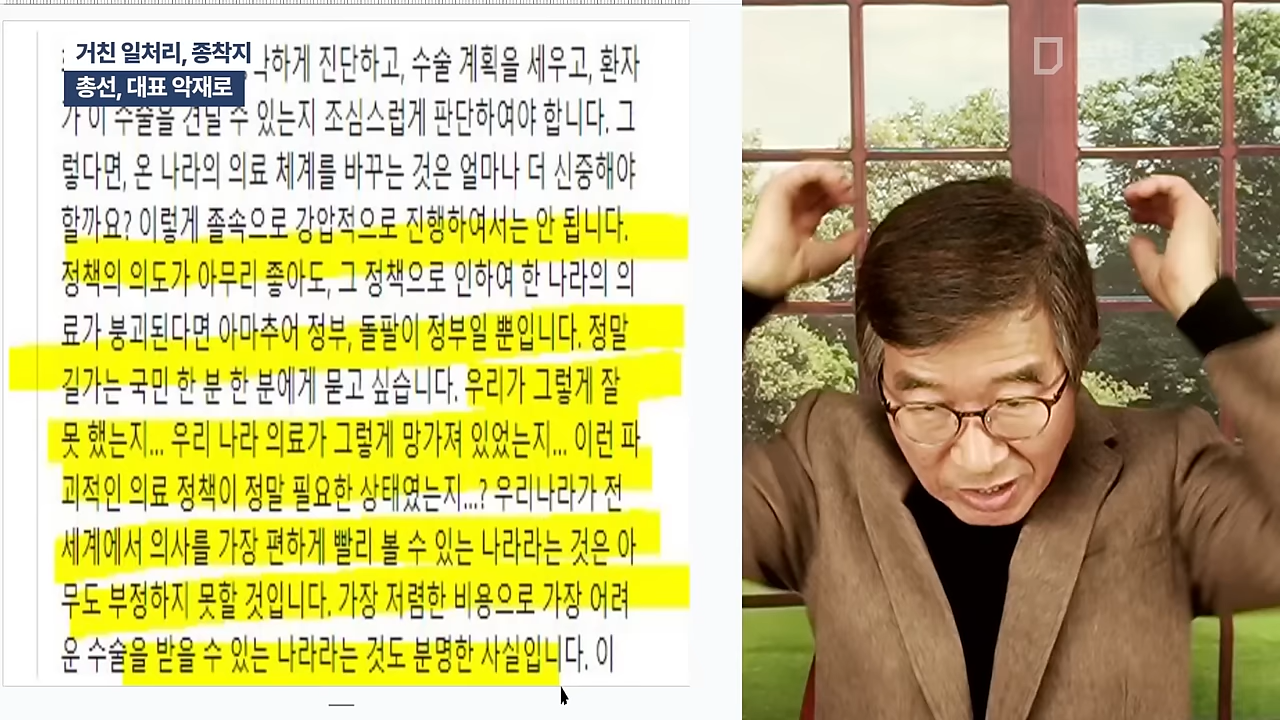 거친 일처리, 종착지
총선, 대표 악재로
하게 진단하고, 수술 계획을 세우고, 환자
가 이 수술을 견딜 수 있는지 조심스럽게 판단하여야 합니다. 그
렇다면, 온 나라의 의료 체계를 바꾸는 것은 얼마나 더 신중해야
할까요? 이렇게 졸속으로 강압적으로 진행하여서는 안 됩니다.
정책의 의도가 아무리 좋아도, 그 정책으로 인하여 한 나라의 의
료가 붕괴된다면 아마추어 정부, 돌팔이 정부일 뿐입니다. 정말
길가는 국민 한 분 한 분에게 묻고 싶습니다. 우리가 그렇게 잘
못 했는지... 우리 나라 의료가 그렇게 망가져 있었는지... 이런 파
괴적인 의료 정책이 정말 필요한 상태였는지...? 우리나라가 전
세계에서 의사를 가장 편하게 빨리 볼 수 있는 나라라는 것은 아
무도 부정하지 못할 것입니다. 가장 저렴한 비용으로 가장 어려
운 수술을 받을 수 있는 나라라는 것도 분명한 사실입니다. 이